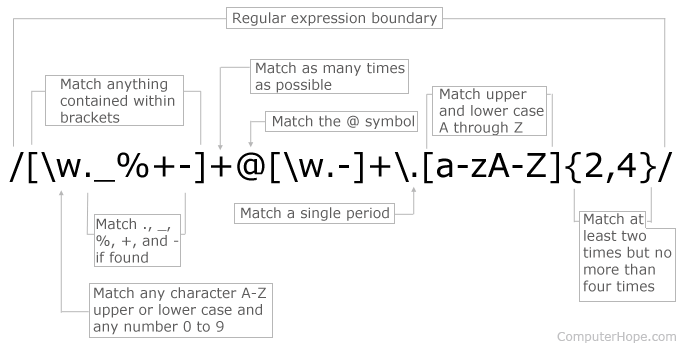 Regular expression boundary
Match anything
contained within
brackets
Match as many times
as possible
Match the @ symbol
Match upper
and lower case
A through Z
/[\w._%+-]+@[\w.-]+\.[a-zA-Z]{2,4}/
Match ., _,
%, +, and -
if found
Match a single period
Match at
least two
times but no
more than
four times
Match any character A-Z
upper or lower case and
any number 0 to 9
ComputerHope.com